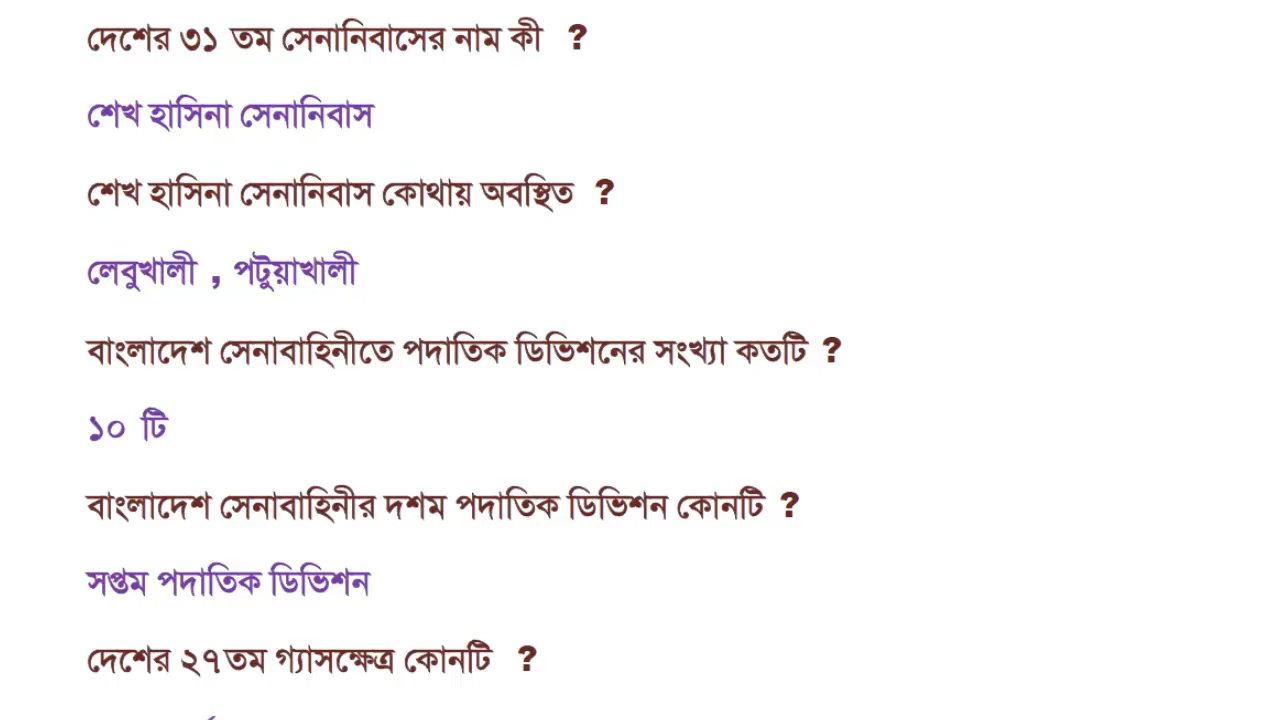 দেশের ৩১ তম সেনানিবাসের নাম কী ?
শেখ হাসিনা সেনানিবাস
শেখ হাসিনা সেনানিবাস কোথায় অবস্থিত ?
লেবুখালী , পটুয়াখালী
বাংলাদেশ সেনাবাহিনীতে পদাতিক ডিভিশনের সংখ্যা কতটি ?
১০ টি
বাংলাদেশ সেনাবাহিনীর দশম পদাতিক ডিভিশন কোনটি ?
সপ্তম পদাতিক ডিভিশন
দেশের ২৭তম গ্যাসক্ষেত্র কোনটি ?